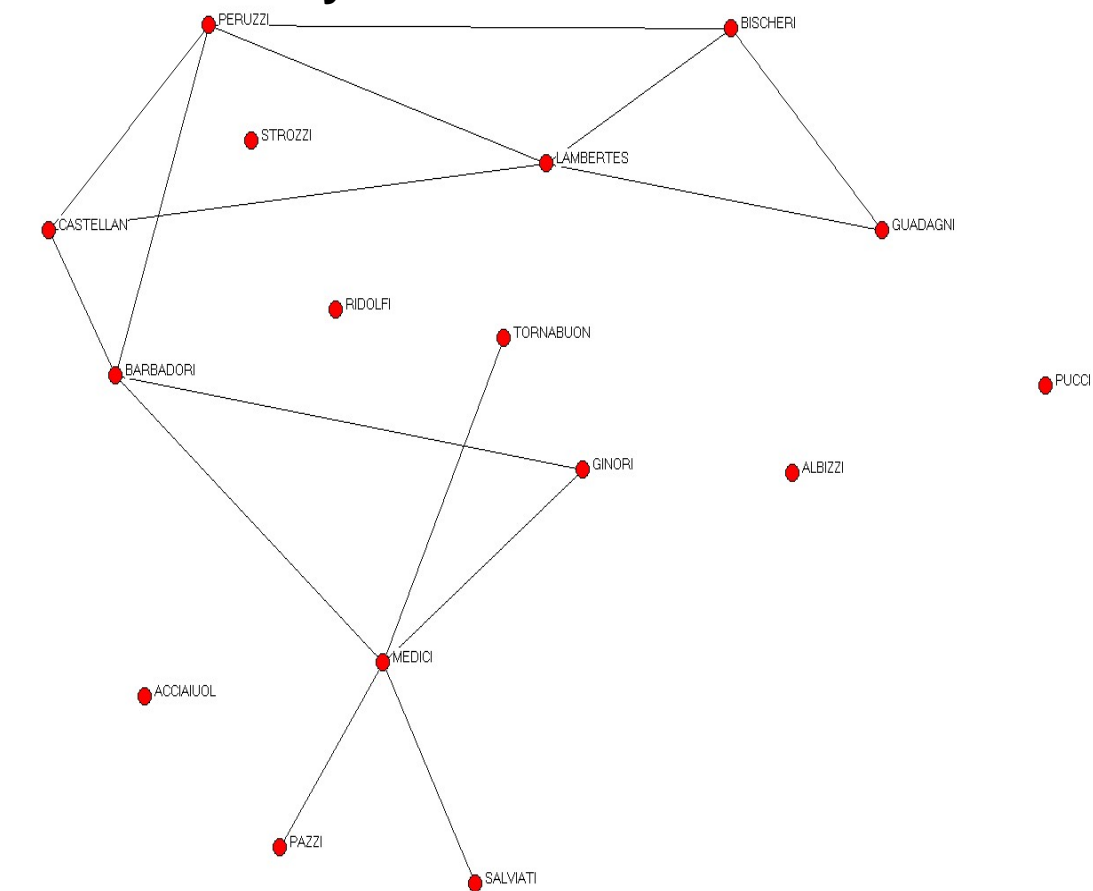 PERUZZI
BISCHERI
STROZZI
LAMBERTES
CASTELLAN
GUADAGNI
RIDOLFI
TORNABUON
BARBADORI
PUCCI
GINORI
ALBIZZI
MEDICI
ACCIAIUOL
PAZZI
SALVIATI